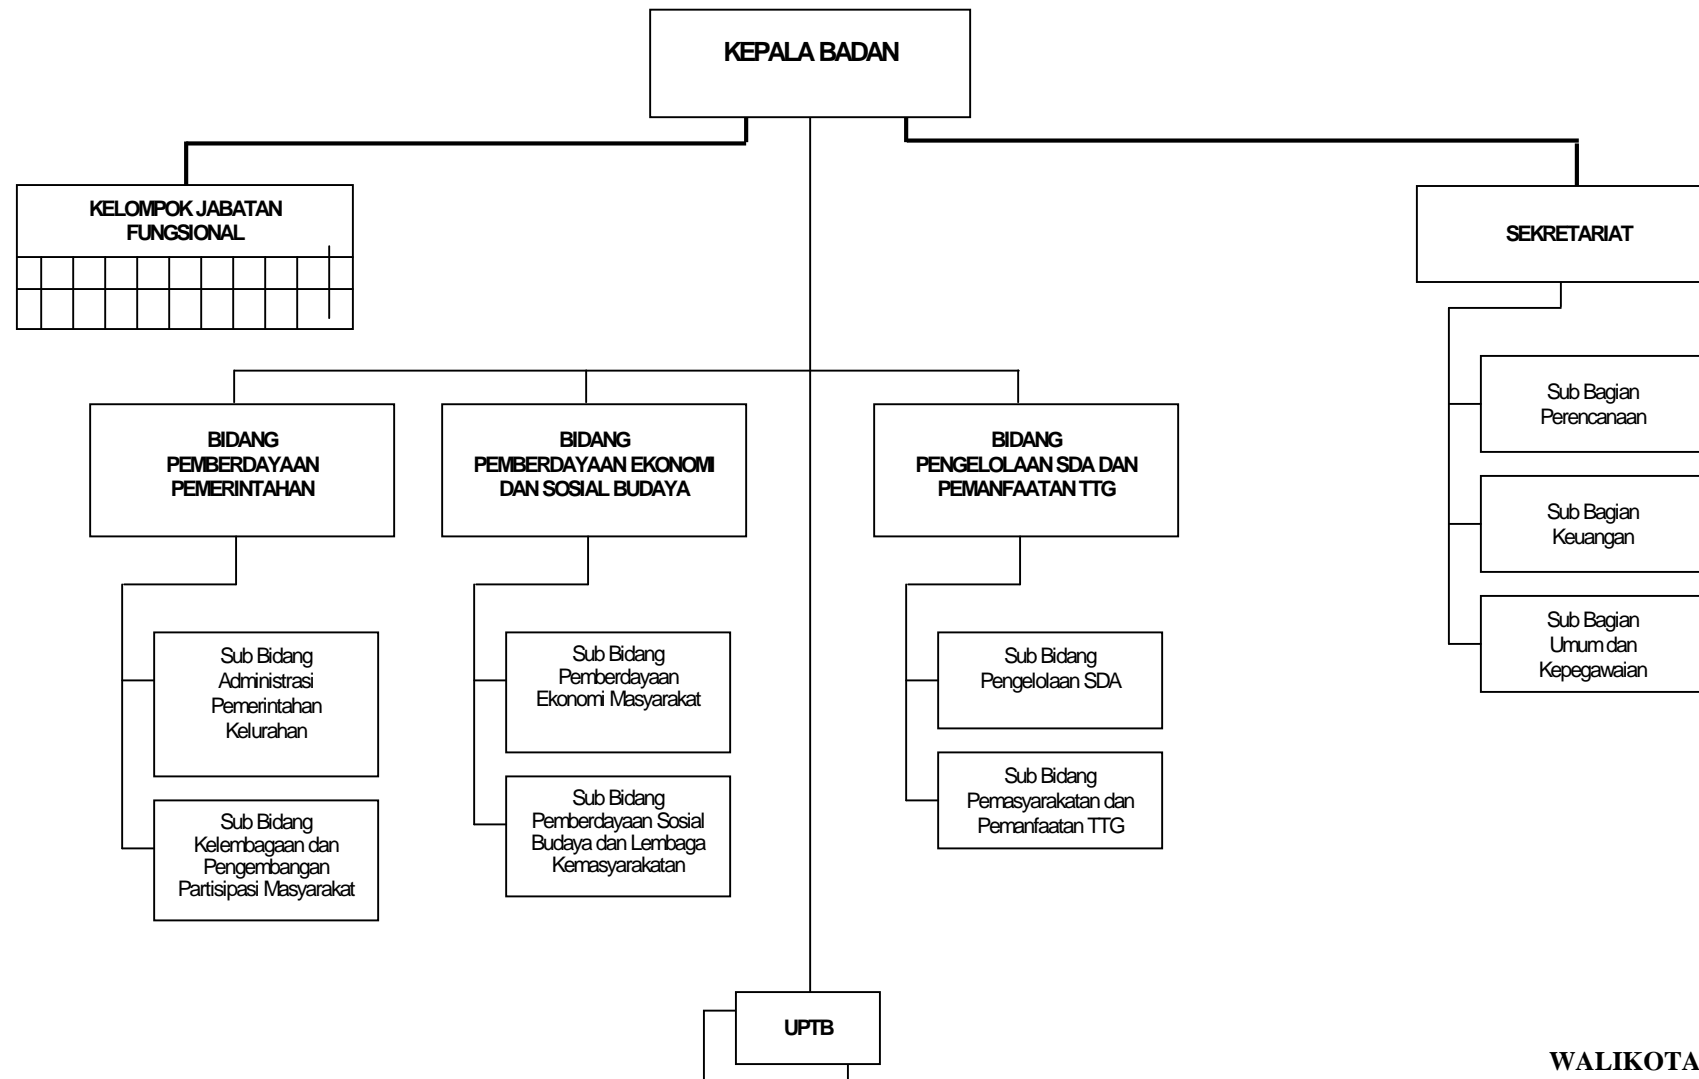 KEPALA BADAN
KELOMPOK JABATAN
FUNGSIONAL
SEKRETARIAT
Sub Bagian
Perencanaan
Sub Bagian
Keuangan
Sub Bagian
Umum dan
Kepegawaian
BIDANG
PEMBERDAYAAN
PEMERINTAHAN
BIDANG
PEMBERDAYAAN EKONOMI
DAN SOSIAL BUDAYA
BIDANG
PENGELOLAAN SDA DAN
PEMANFAATAN TTG
Sub Bidang
Administrasi
Pemerintahan
Kelurahan
Sub Bidang
Kelembagaan dan
Pengembangan
Partisipasi Masyarakat
Sub Bidang
Pemberdayaan
Ekonomi Masyarakat
Sub Bidang
Pemberdayaan Sosial
Budaya dan Lembaga
Kemasyarakatan
Sub Bidang
Pengelolaan SDA
Sub Bidang
Pemasyarakatan dan
Pemanfaatan TTG
UPTB
WALIKOTA